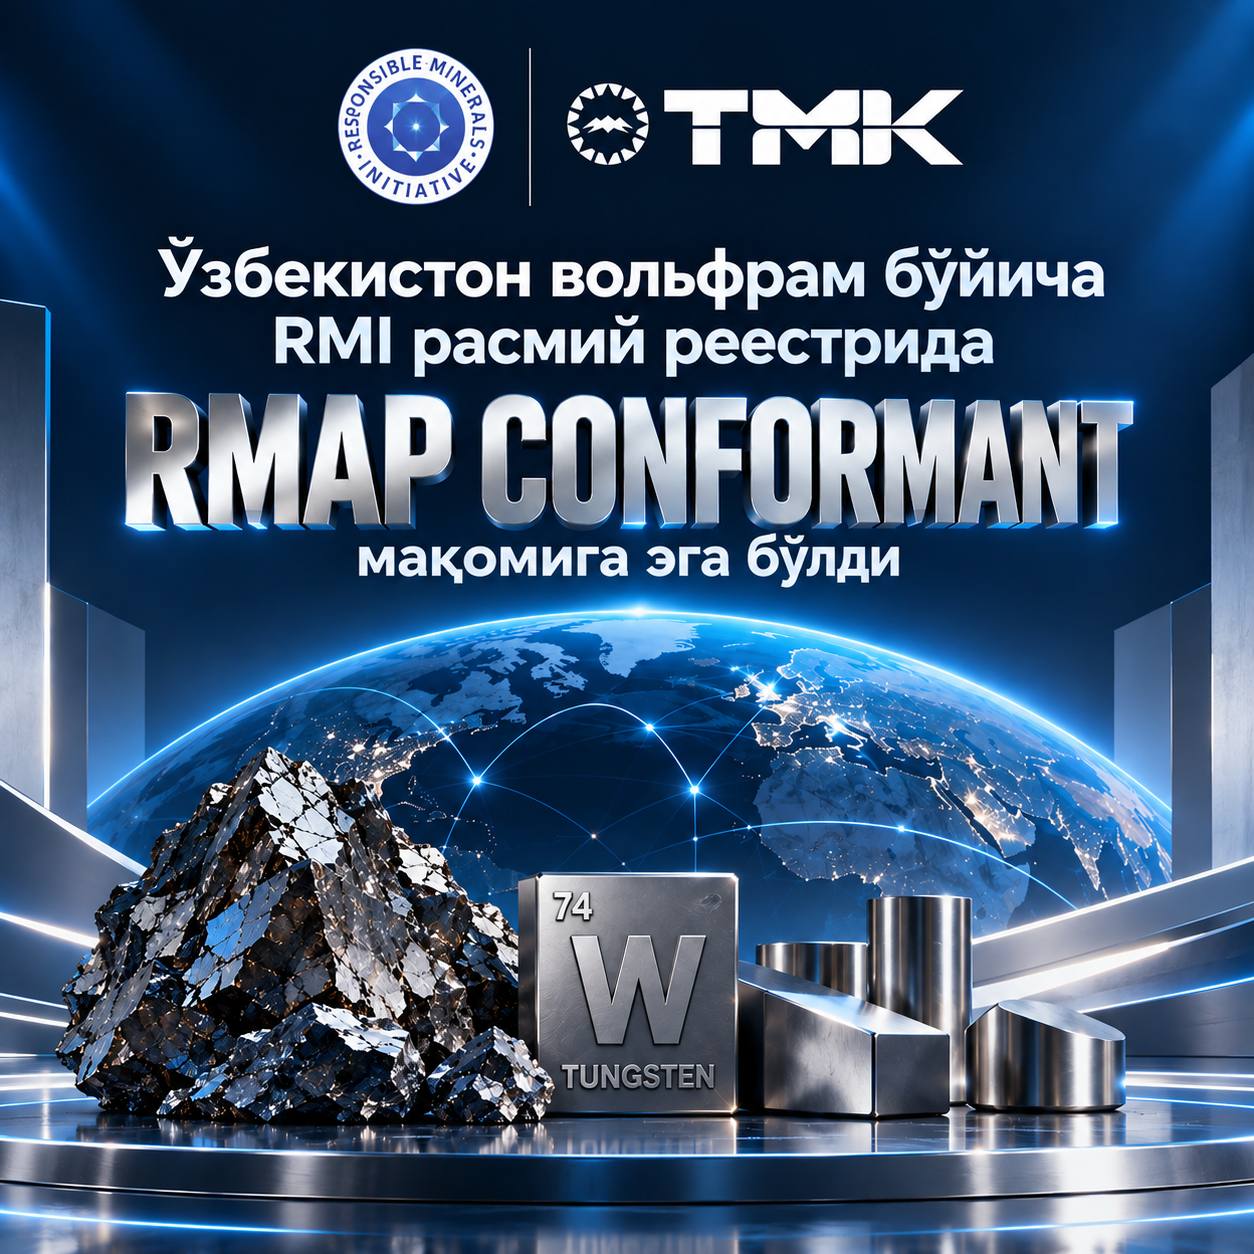 RESPONSIBLE MINERALS
INITIATIVE
TMK
Ўзбекистон вольфрам бўйича
RMI расмий реестрида
RMAP CONFORMANT
мақомига эга бўлди
74
W
TUNGSTEN